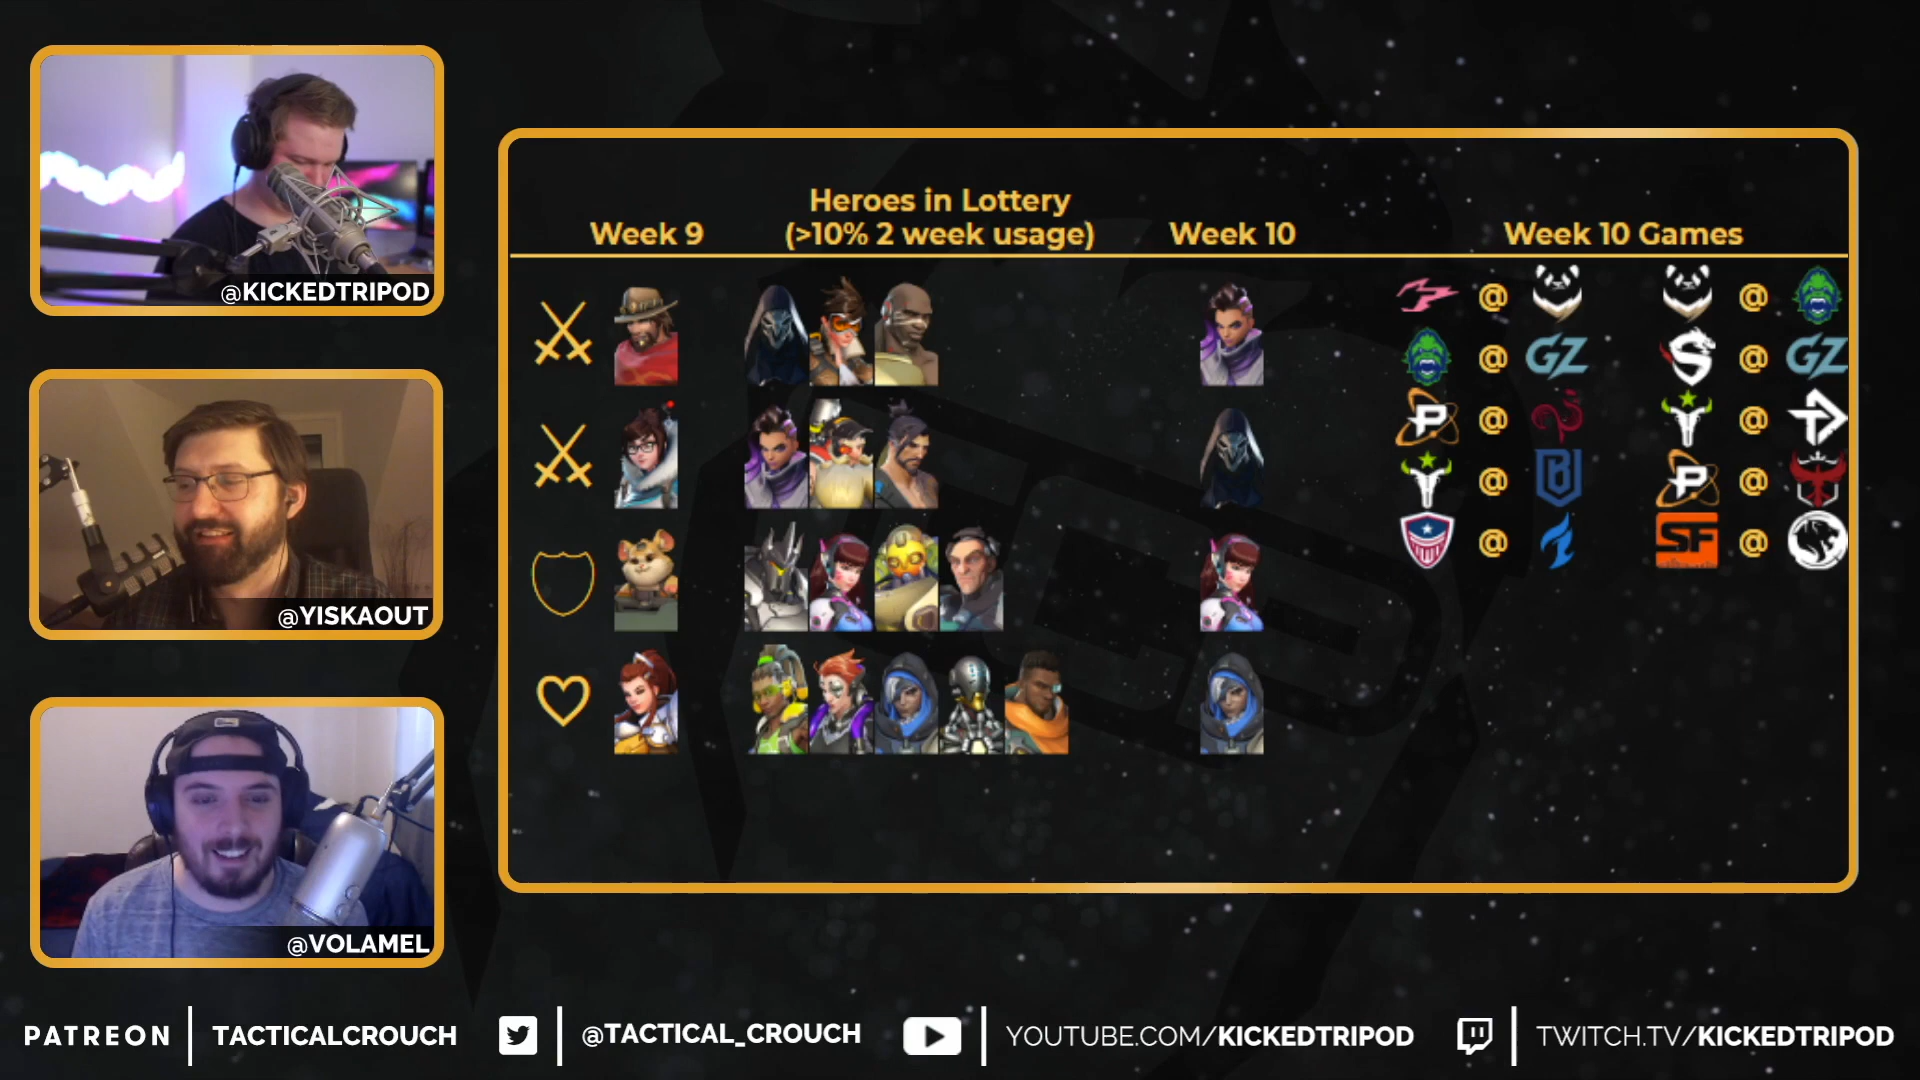 @KICKEDTRIPOD
@YISKAOUT
@VOLAMEL
Week 9
Heroes in Lottery
(>10% 2 week usage)
Week 10
Week 10 Games
@ @
@ GZ @ GZ
P @ @
@ P @
@ SF @
PATREON | TACTICALCROUCH
@TACTICAL_CROUCH
YOUTUBE.COM/KICKEDTRIPOD
TWITCH.TV/KICKEDTRIPOD